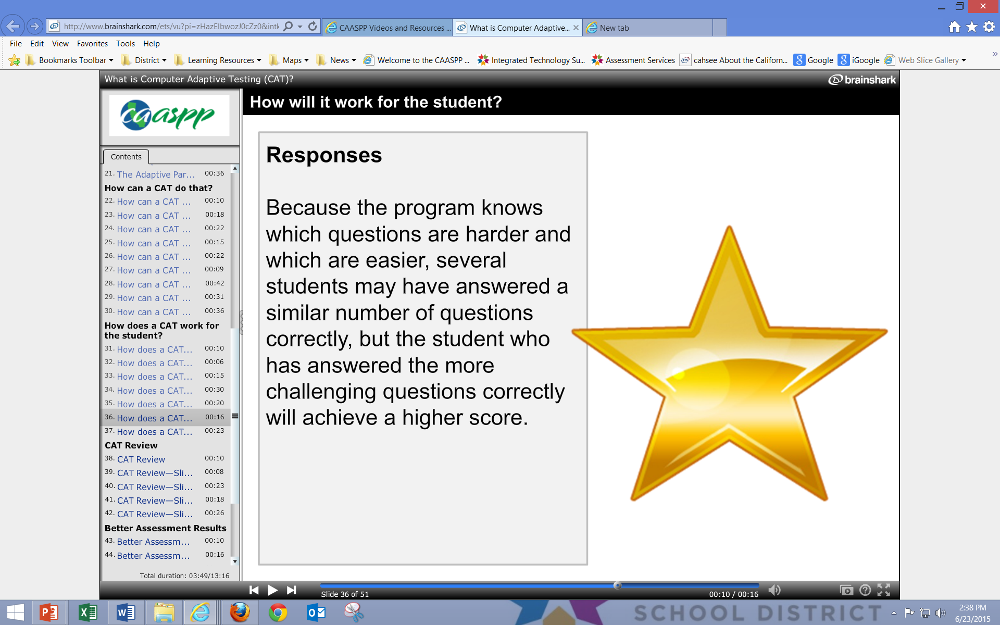 http://www.brainshark.com/ets/vu?pi=zHazElbwozJ0cZz0&intk
CAASPP Videos and Resources ...
What is Computer Adaptive...
New tab
File Edit View Favorites Tools Help
Bookmarks Toolbar District Learning Resources Maps News Welcome to the CAASPP ... Integrated Technology Su... Assessment Services cahsee About the Californ... Google iGoogle Web Slice Gallery
What is Computer Adaptive Testing (CAT)?
brainshark
caaspp
How will it work for the student?
Contents
21. The Adaptive Par... 00:36
How can a CAT do that?
22. How can a CAT ... 00:10
23. How can a CAT ... 00:18
24. How can a CAT ... 00:22
25. How can a CAT ... 00:15
26. How can a CAT ... 00:22
27. How can a CAT ... 00:09
28. How can a CAT ... 00:42
29. How can a CAT ... 00:31
30. How can a CAT ... 00:36
How does a CAT work for
the student?
31. How does a CAT... 00:10
32. How does a CAT... 00:06
33. How does a CAT... 00:15
34. How does a CAT... 00:30
35. How does a CAT... 00:20
36. How does a CAT... 00:16
37. How does a CAT... 00:23
CAT Review
38. CAT Review 00:10
39. CAT Review—Sli... 00:08
40. CAT Review—Sli... 00:23
41. CAT Review—Sli... 00:18
42. CAT Review—Sli... 00:26
Better Assessment Results
43. Better Assessm... 00:10
44. Better Assessm... 00:16
Total duration: 03:49/13:16
Responses
Because the program knows
which questions are harder and
which are easier, several
students may have answered a
similar number of questions
correctly, but the student who
has answered the more
challenging questions correctly
will achieve a higher score.
Slide 36 of 51
00:10 / 00:16
SCHOOL DISTRICT
2:38 PM
6/23/2015